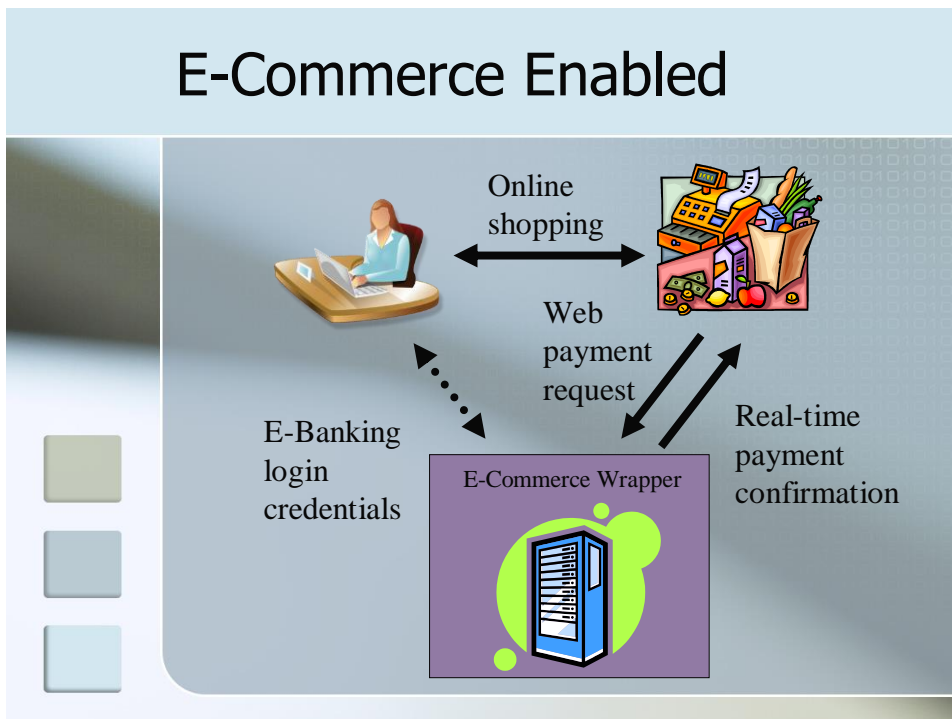 E-Commerce Enabled
Online
shopping
Web
payment
request
Real-time
payment
confirmation
E-Banking
login
credentials
E-Commerce Wrapper